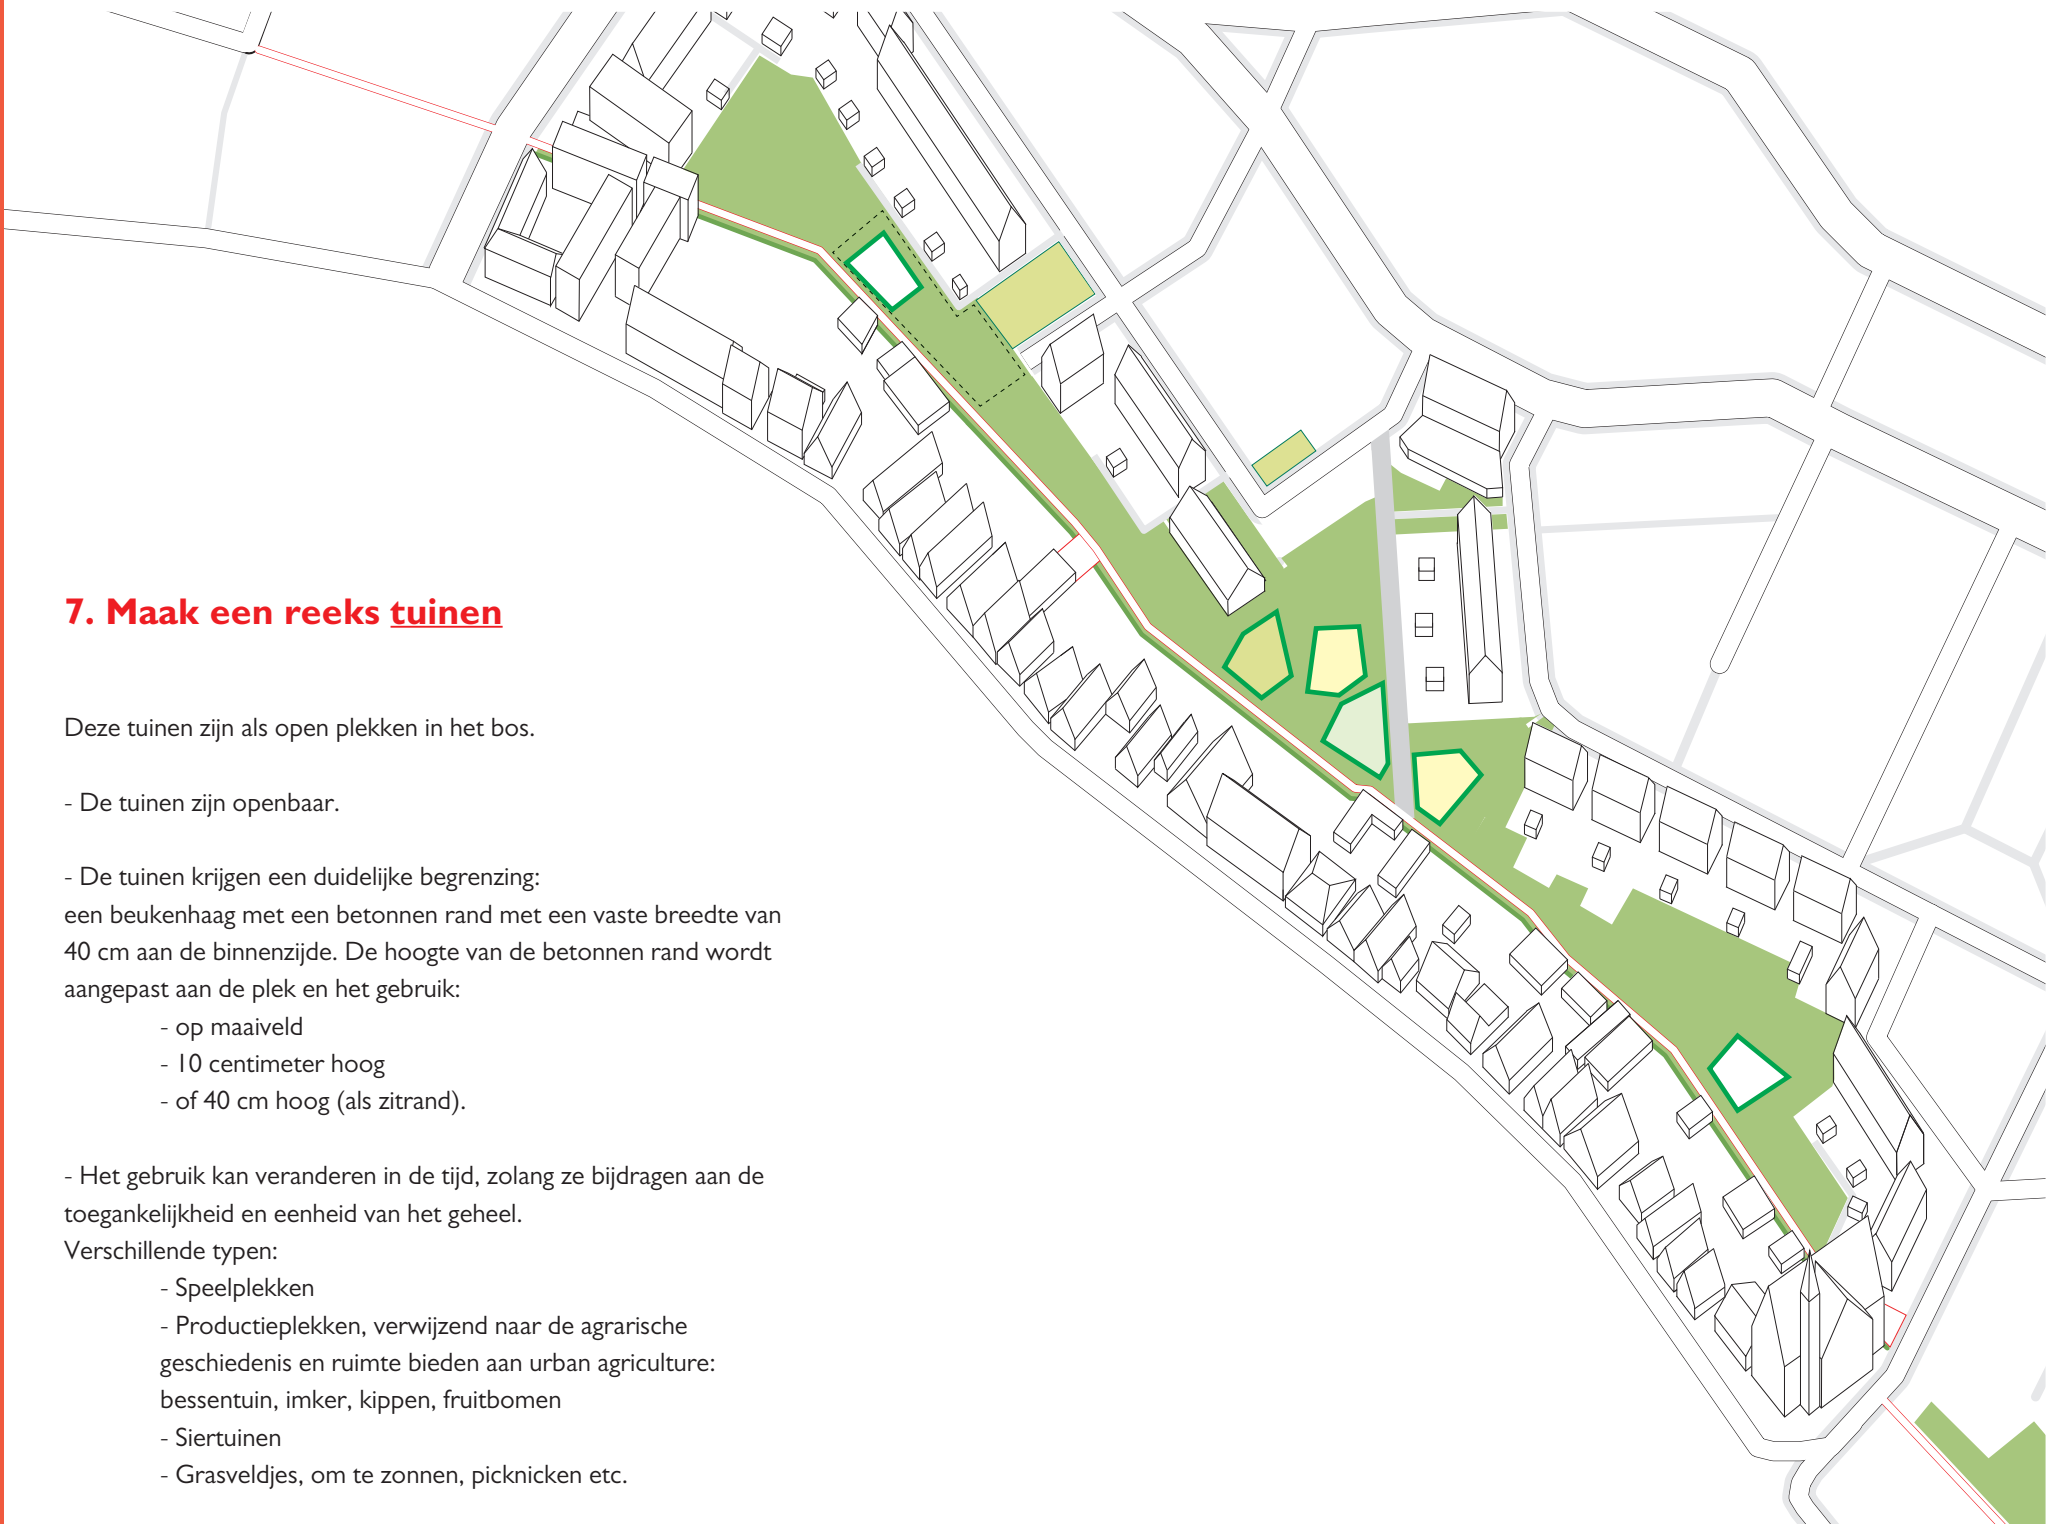 7. Maak een reeks tuinen
Deze tuinen zijn als open plekken in het bos.
- De tuinen zijn openbaar.
- De tuinen krijgen een duidelijke begrenzing:
een beukenhaag met een betonnen rand met een vaste breedte van
40 cm aan de binnenzijde. De hoogte van de betonnen rand wordt
aangepast aan de plek en het gebruik:
- op maaiveld
- 10 centimeter hoog
- of 40 cm hoog (als zitrand).
- Het gebruik kan veranderen in de tijd, zolang ze bijdragen aan de
toegankelijkheid en eenheid van het geheel.
Verschillende typen:
- Speelplekken
- Productieplekken, verwijzend naar de agrarische
geschiedenis en ruimte bieden aan urban agriculture:
bessentuin, imker, kippen, fruitbomen
- Siertuinen
- Grasveldjes, om te zonnen, picknicken etc.